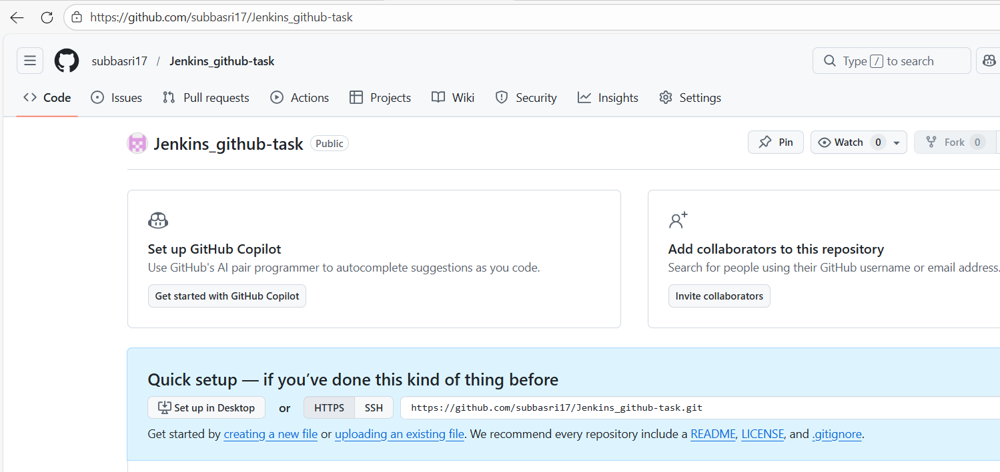 https://github.com/subbasri17/Jenkins_github-task
subbasri17 / Jenkins_github-task
Type / to search
Code Issues Pull requests Actions Projects Wiki Security Insights Settings
Jenkins_github-task Public
Pin Watch 0 Fork 0
Set up GitHub Copilot
Use GitHub's AI pair programmer to autocomplete suggestions as you code.
Get started with GitHub Copilot
Add collaborators to this repository
Search for people using their GitHub username or email address.
Invite collaborators
Quick setup — if you’ve done this kind of thing before
Set up in Desktop or HTTPS SSH https://github.com/subbasri17/Jenkins_github-task.git
Get started by creating a new file or uploading an existing file. We recommend every repository include a README, LICENSE, and .gitignore.